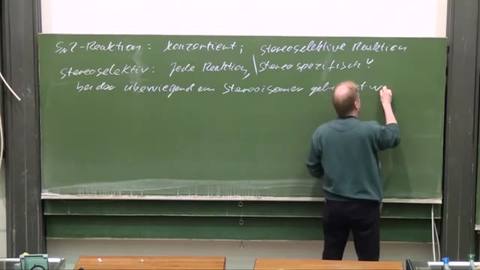 SN2-Reaktion: konzertiert; stereoselektive Reaktion
stereoselektiv: jede Reaktion, \ stereospezifisch
bei der überwiegend ein Stereoisomer gebildet w